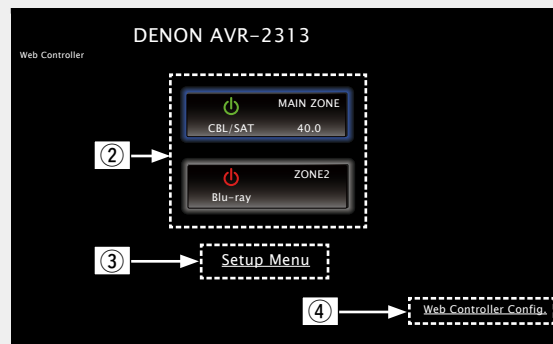 DENON AVR-2313
Web Controller
MAIN ZONE
CBL/SAT 40.0
② 
ZONE2
Blu-ray
③ Setup Menu
④ Web Controller Config.